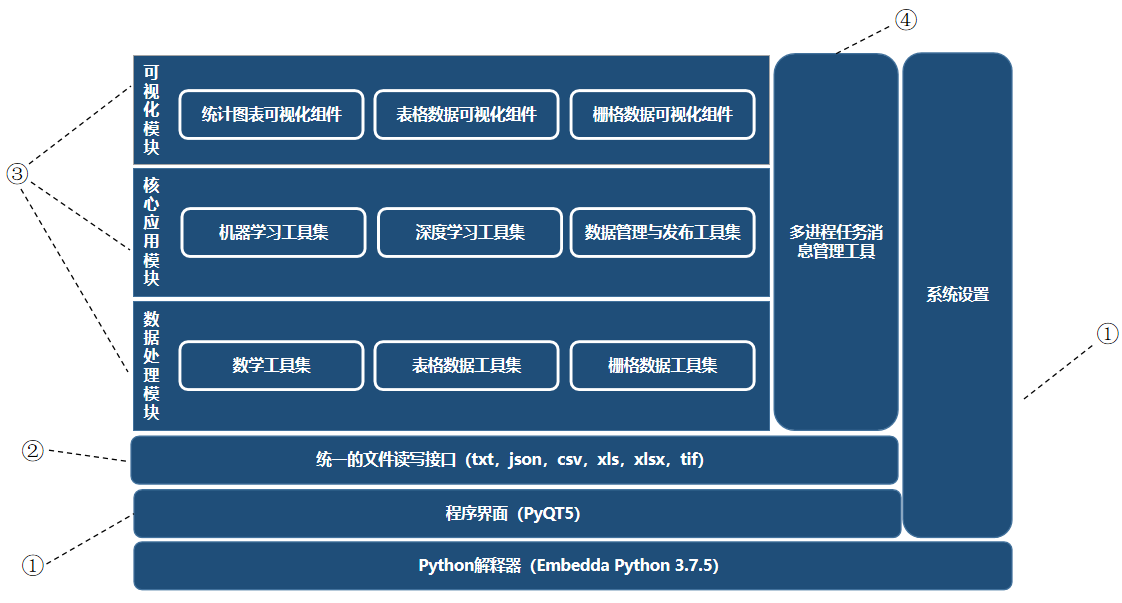 ④
可视化模块
统计图表可视化组件
表格数据可视化组件
栅格数据可视化组件
③
核心应用模块
机器学习工具集
深度学习工具集
数据管理与发布工具集
多进程任务消
息管理工具
系统设置
①
数据处理模块
数学工具集
表格数据工具集
栅格数据工具集
②
统一的文件读写接口（txt，json，csv，xls，xlsx，tif）
程序界面（PyQT5）
①
Python解释器（Embedda Python 3.7.5）